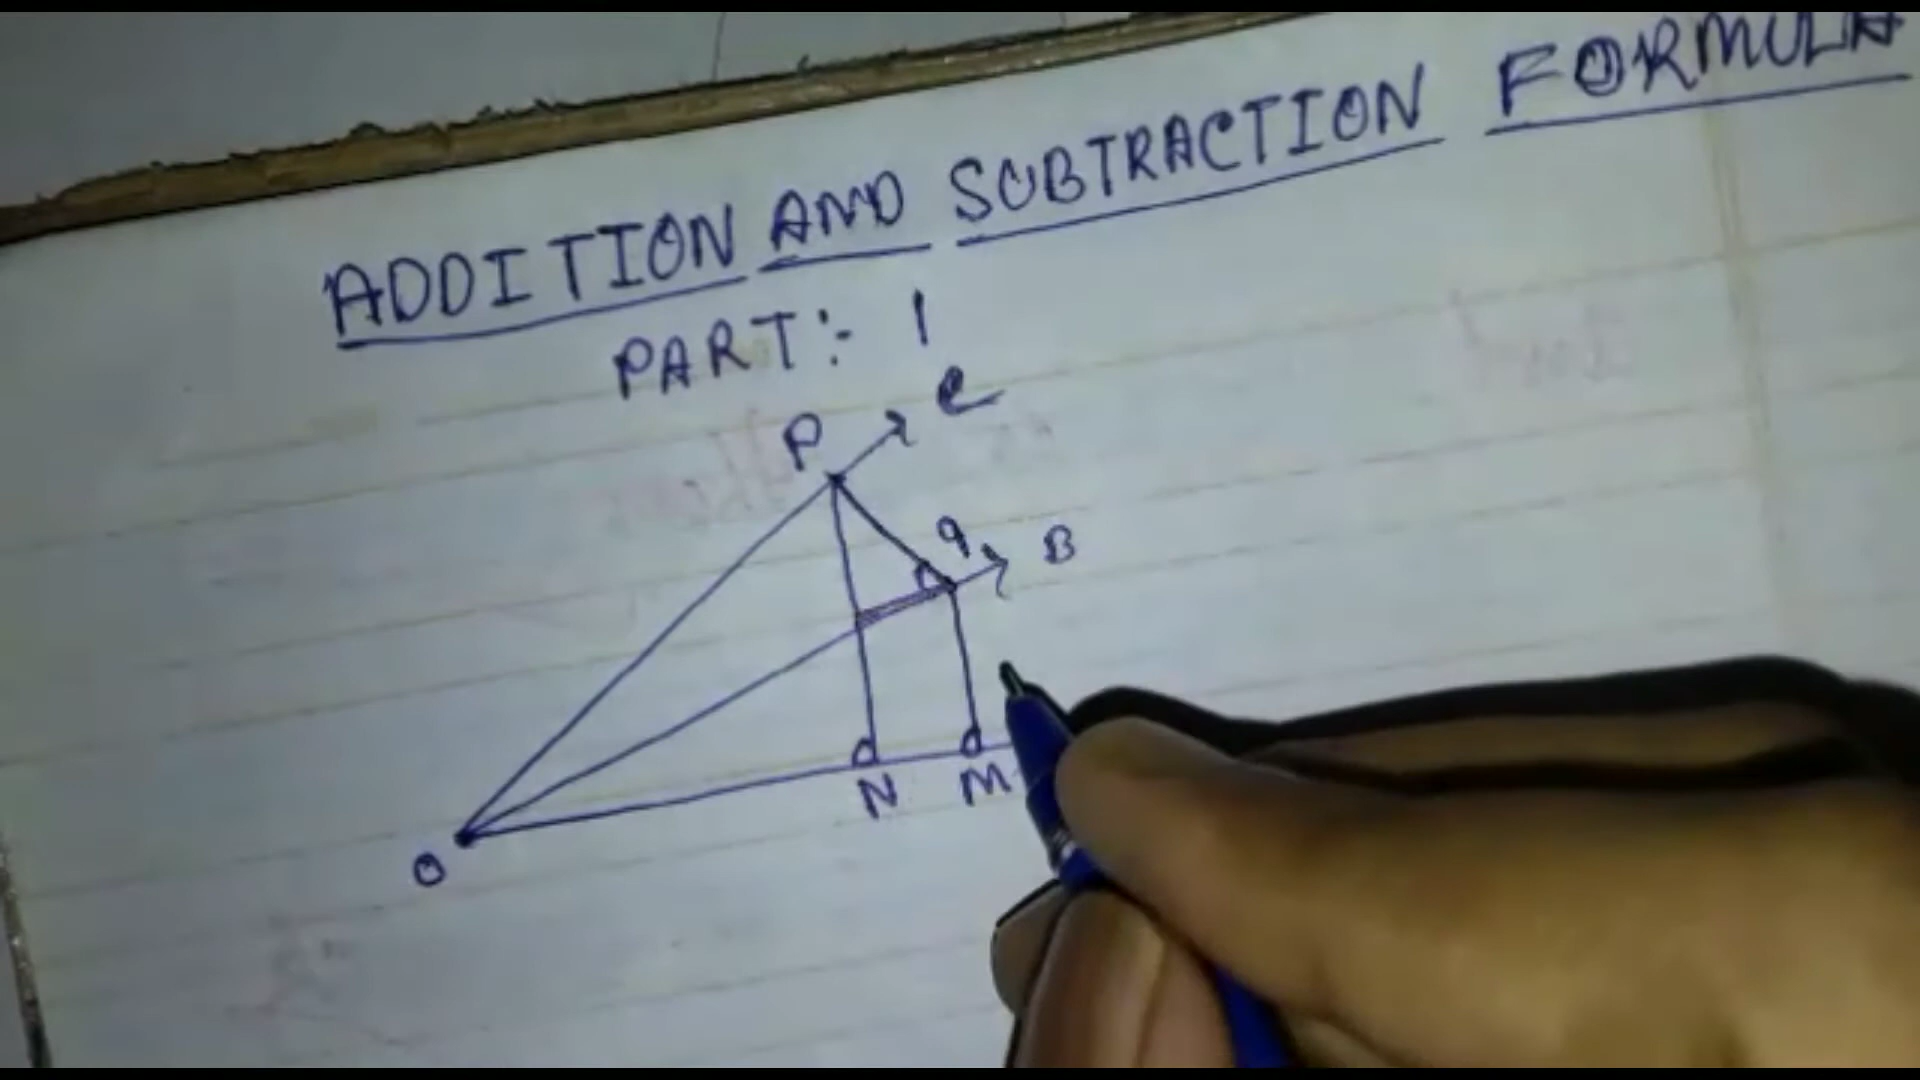 ADDITION AND SUBTRACTION FORMULA
PART:- 1
P
C
q
B
N
M
O